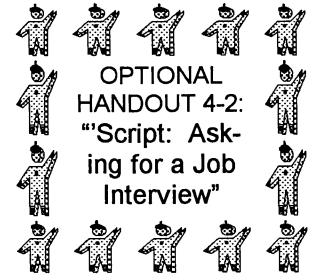 OPTIONAL
HANDOUT 4-2:
“'Script: Ask-
ing for a Job
Interview”